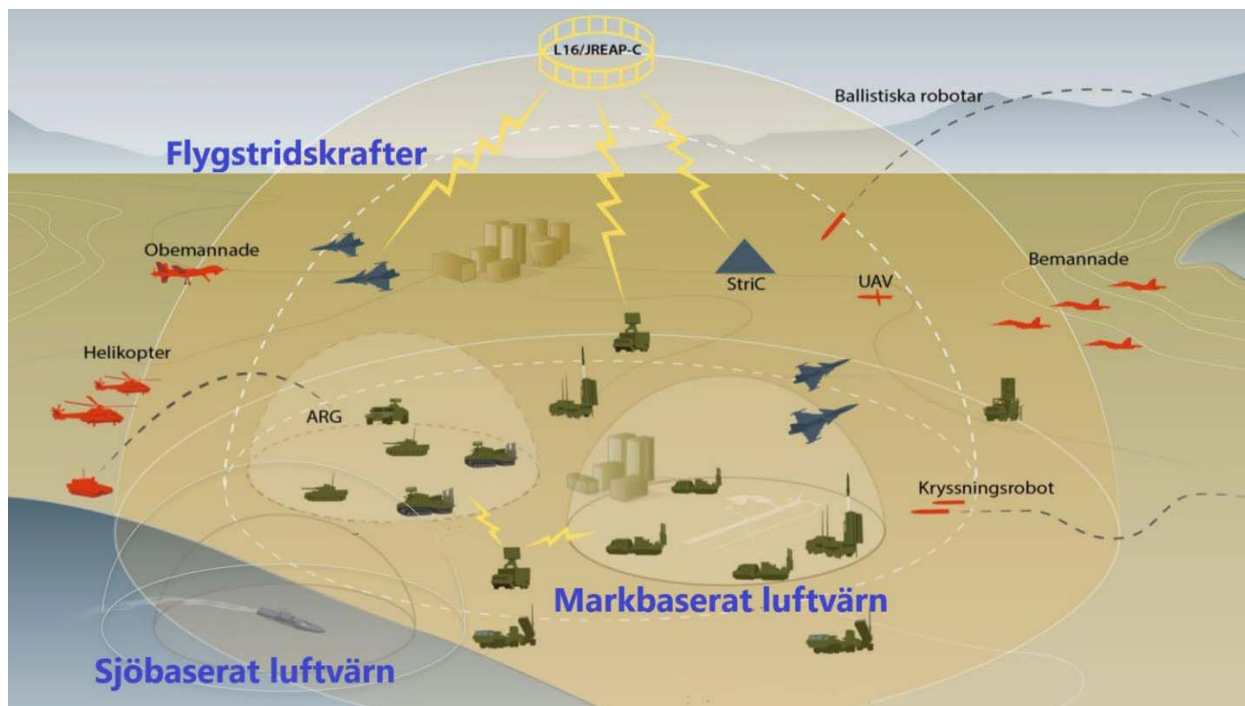 L16/JREAP-C
Ballistiska robotar
Flygstridskrafter
Obemannade
StriC
UAV
Bemannade
Helikopter
ARG
Kryssningsrobot
Markbaserat luftvärn
Sjöbaserat luftvärn